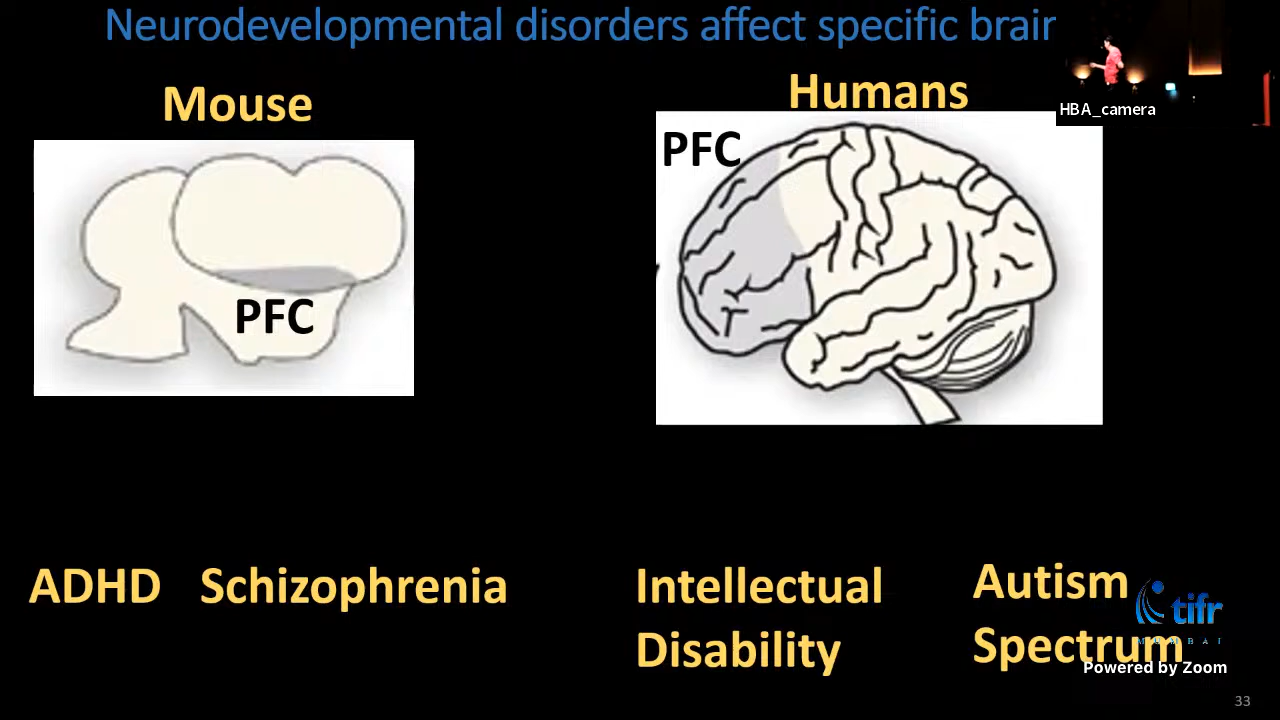 Neurodevelopmental disorders affect specific brain
HBA_camera
Mouse
Humans
PFC
PFC
ADHD
Schizophrenia
Intellectual
Disability
Autism
Spectrum
tifr
MUMBAI
Powered by Zoom
33